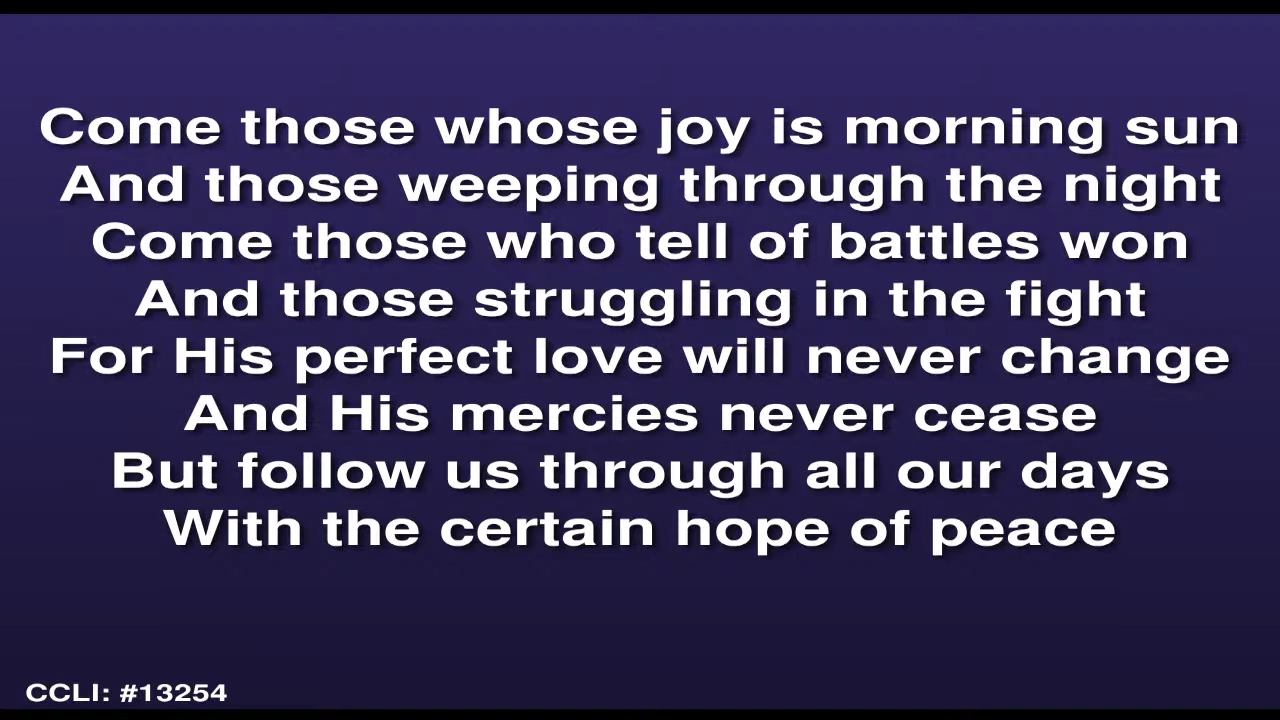 Come those whose joy is morning sun
And those weeping through the night
Come those who tell of battles won
And those struggling in the fight
For His perfect love will never change
And His mercies never cease
But follow us through all our days
With the certain hope of peace
CCLI: #13254